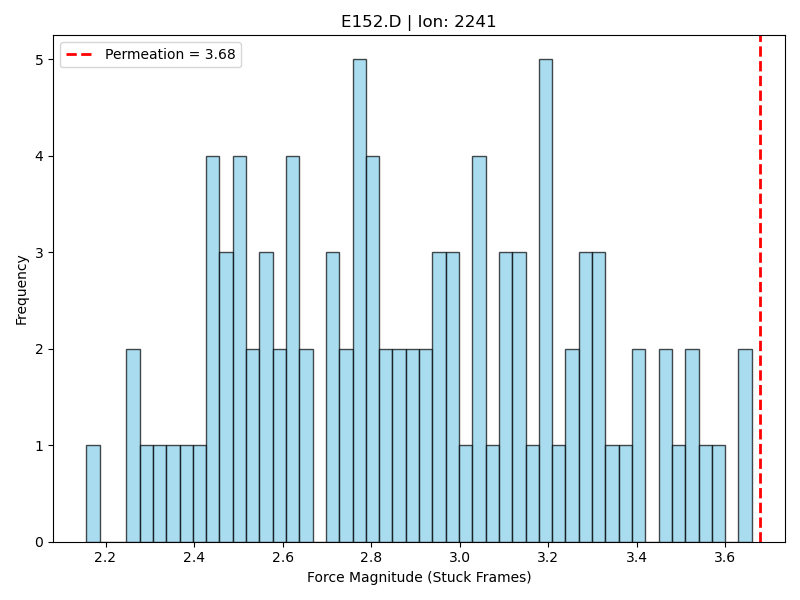 E152.D | Ion: 2241
Permeation = 3.68
Frequency
5
4
3
2
1
0
2.2 2.4 2.6 2.8 3.0 3.2 3.4 3.6
Force Magnitude (Stuck Frames)